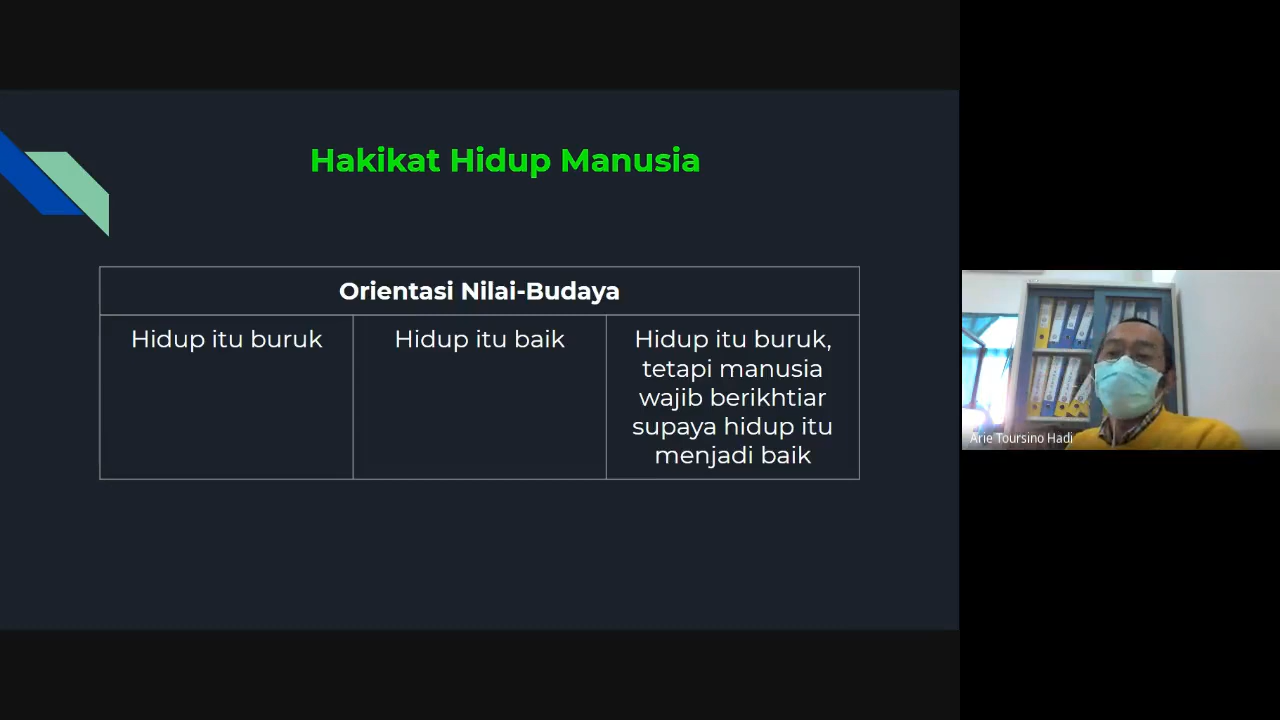 Hakikat Hidup Manusia
Orientasi Nilai-Budaya
Hidup itu buruk
Hidup itu baik
Hidup itu buruk,
tetapi manusia
wajib berikhtiar
supaya hidup itu
menjadi baik
Arie Toursino Hadi